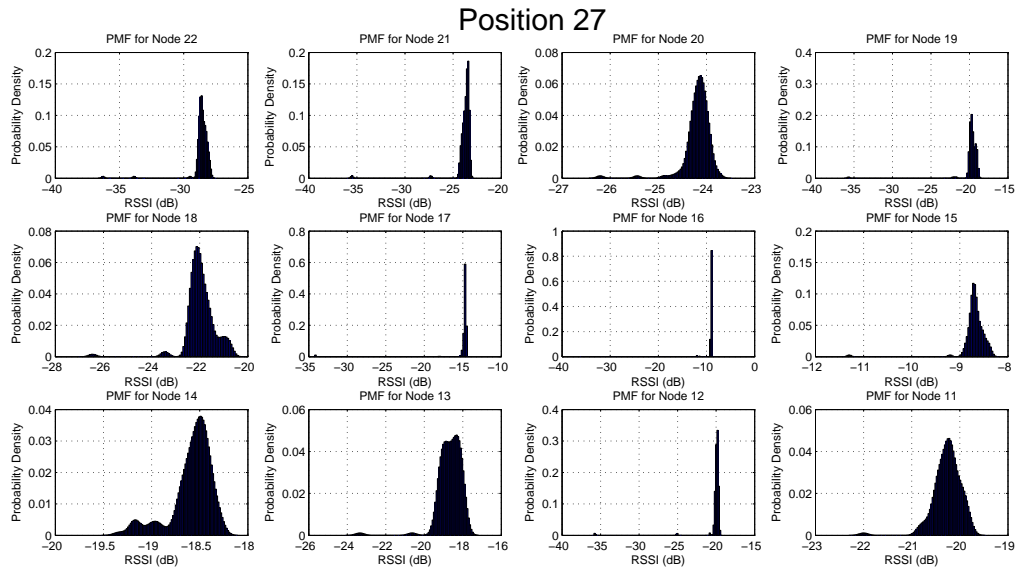 Position 27
PMF for Node 22
Probability Density
0.2
0.15
0.1
0.05
0
−40 −35 −30 −25
RSSI (dB)
PMF for Node 21
Probability Density
0.2
0.15
0.1
0.05
0
−40 −35 −30 −25 −20
RSSI (dB)
PMF for Node 20
Probability Density
0.08
0.06
0.04
0.02
0
−27 −26 −25 −24 −23
RSSI (dB)
PMF for Node 19
Probability Density
0.4
0.3
0.2
0.1
0
−40 −35 −30 −25 −20 −15
RSSI (dB)
PMF for Node 18
Probability Density
0.08
0.06
0.04
0.02
0
−28 −26 −24 −22 −20
RSSI (dB)
PMF for Node 17
Probability Density
0.8
0.6
0.4
0.2
0
−35 −30 −25 −20 −15 −10
RSSI (dB)
PMF for Node 16
Probability Density
1
0.8
0.6
0.4
0.2
0
−40 −30 −20 −10 0
RSSI (dB)
PMF for Node 15
Probability Density
0.2
0.15
0.1
0.05
0
−12 −11 −10 −9 −8
RSSI (dB)
PMF for Node 14
Probability Density
0.04
0.03
0.02
0.01
0
−20 −19.5 −19 −18.5 −18
RSSI (dB)
PMF for Node 13
Probability Density
0.06
0.04
0.02
0
−26 −24 −22 −20 −18 −16
RSSI (dB)
PMF for Node 12
Probability Density
0.4
0.3
0.2
0.1
0
−40 −35 −30 −25 −20 −15
RSSI (dB)
PMF for Node 11
Probability Density
0.06
0.04
0.02
0
−23 −22 −21 −20 −19
RSSI (dB)